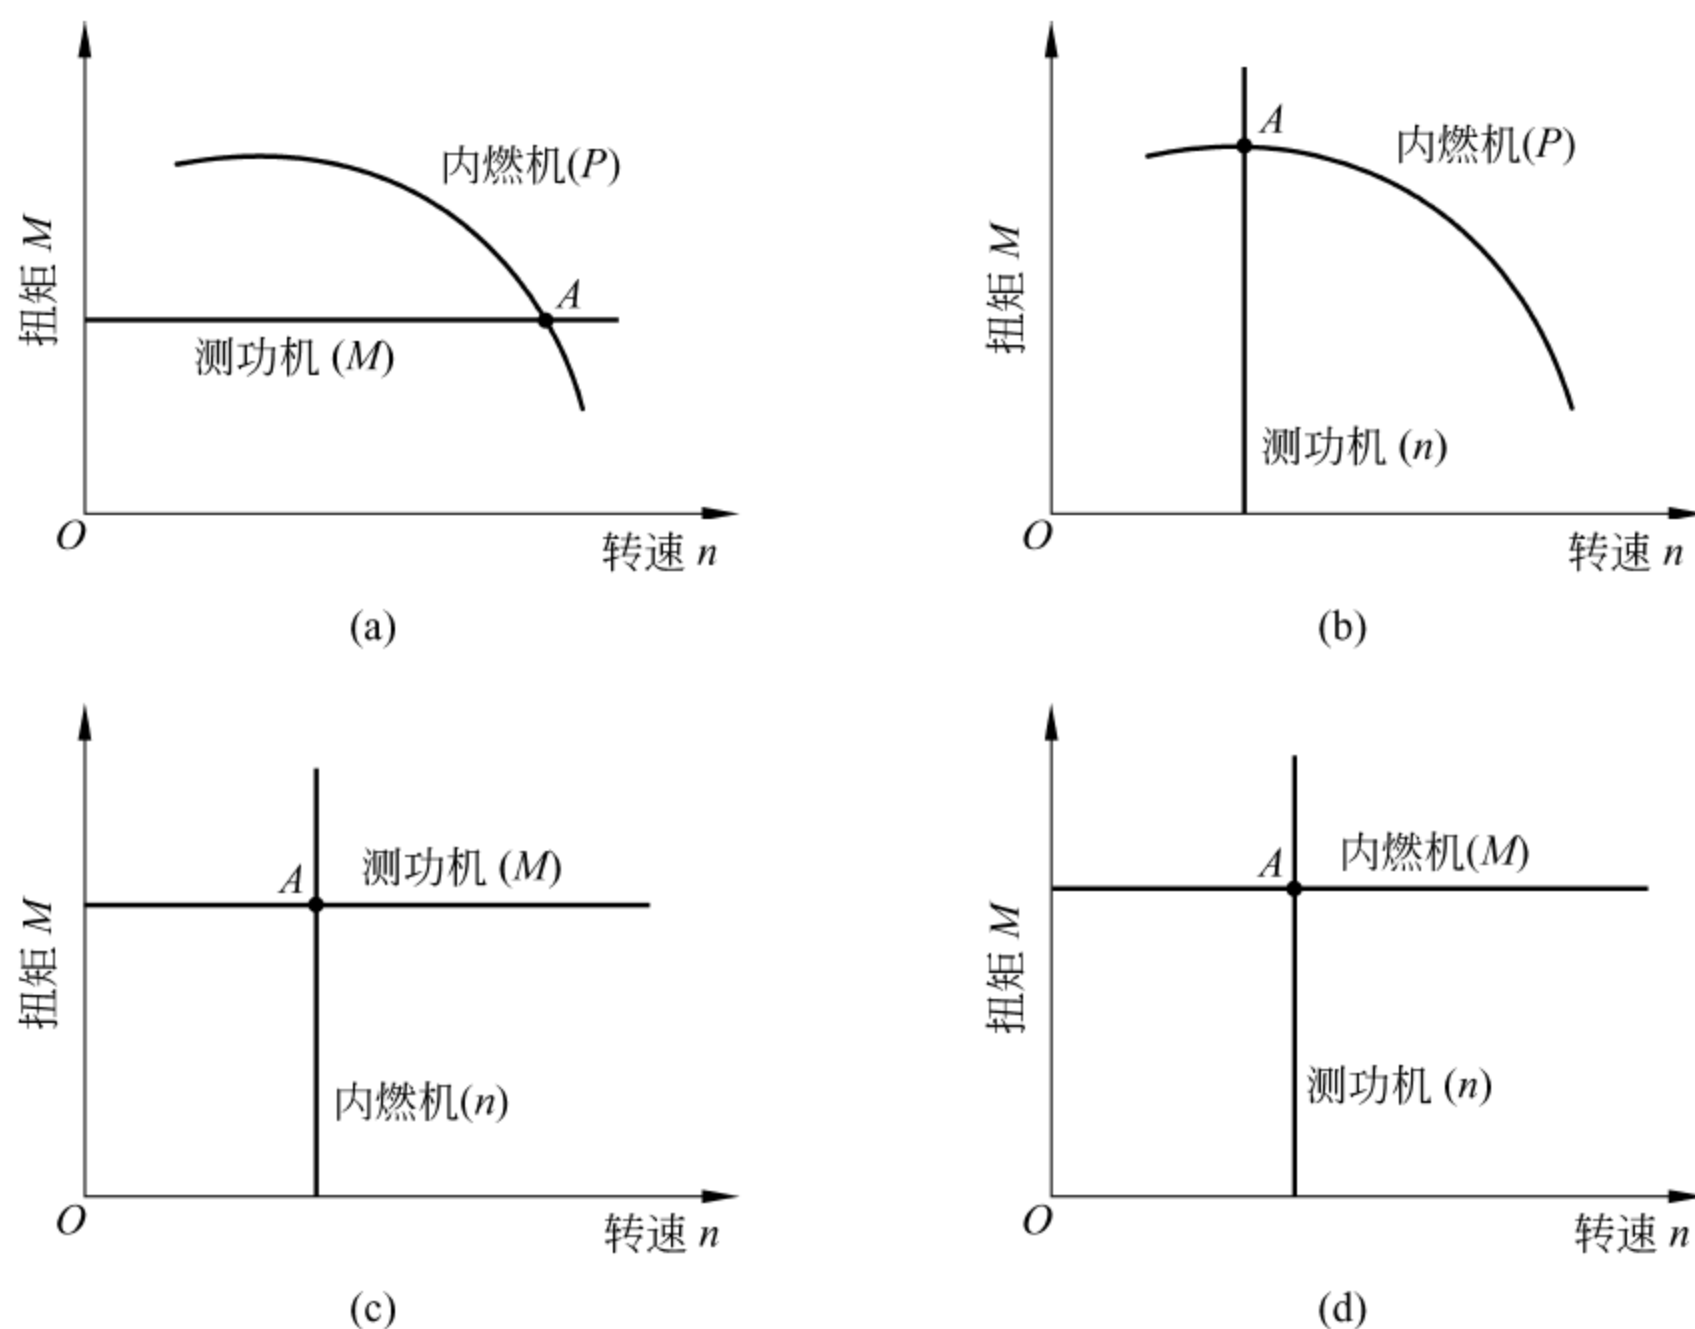 内燃机(P)
A
扭矩 M
测功机 (M)
O
转速 n
(a)
A
内燃机(P)
扭矩 M
测功机 (n)
O
转速 n
(b)
测功机 (M)
A
扭矩 M
内燃机(n)
O
转速 n
(c)
内燃机(M)
A
扭矩 M
测功机 (n)
O
转速 n
(d)